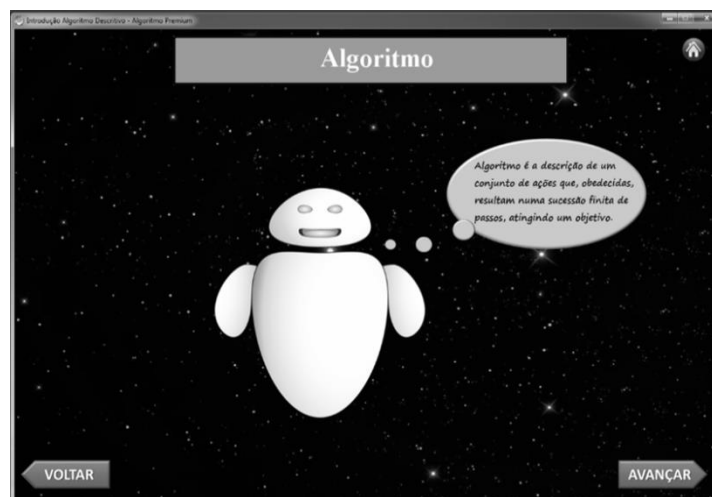 Introdução Algoritmo Descritivo - Algoritmo Premium
Algoritmo
Algoritmo é a descrição de um
conjunto de ações que, obedecidas,
resultam numa sucessão finita de
passos, atingindo um objetivo.
VOLTAR
AVANÇAR